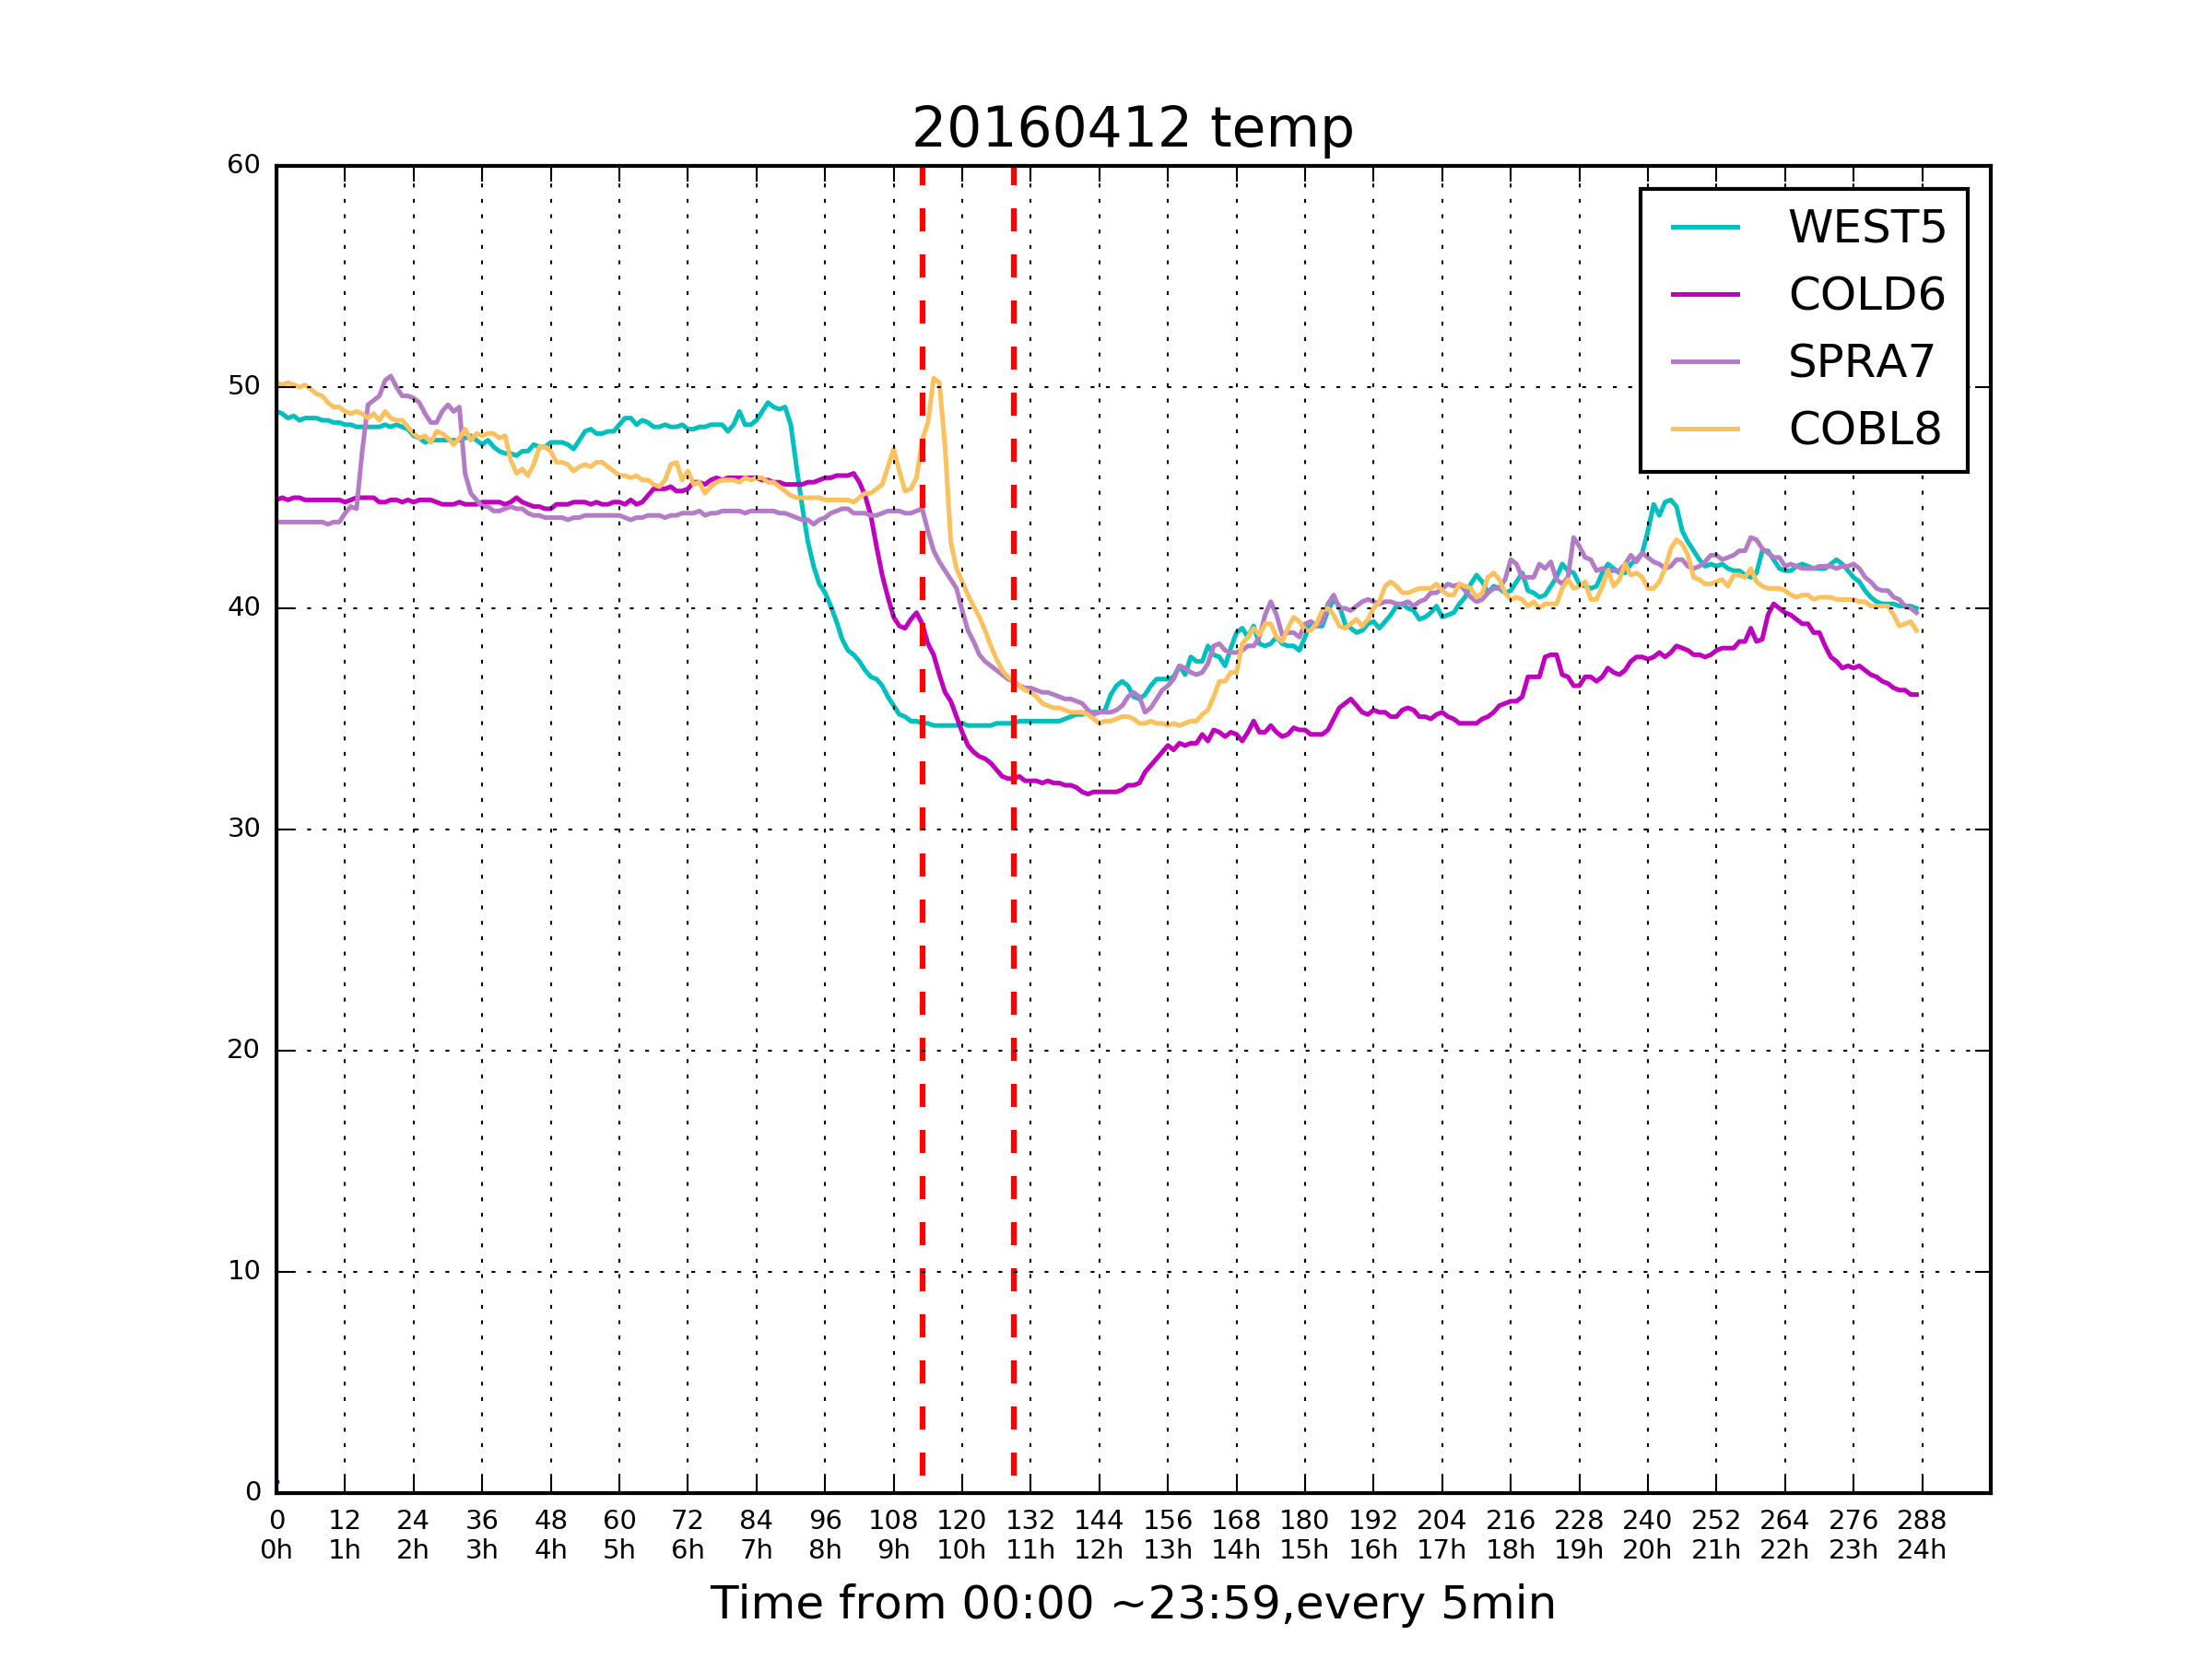 20160412 temp
60
50
40
30
20
10
0
WEST5
COLD6
SPRA7
COBL8
0 12 24 36 48 60 72 84 96 108 120 132 144 156 168 180 192 204 216 228 240 252 264 276 288
0h 1h 2h 3h 4h 5h 6h 7h 8h 9h 10h 11h 12h 13h 14h 15h 16h 17h 18h 19h 20h 21h 22h 23h 24h
Time from 00:00 ~23:59,every 5min